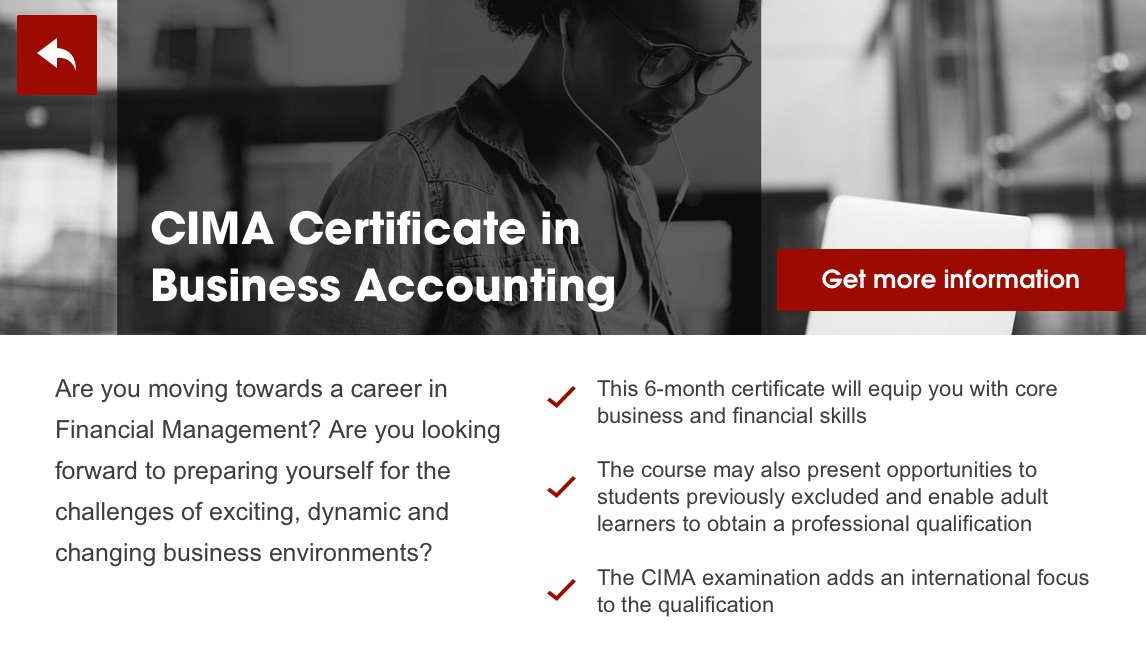 CIMA Certificate in
Business Accounting
Get more information
Are you moving towards a career in
Financial Management? Are you looking
forward to preparing yourself for the
challenges of exciting, dynamic and
changing business environments?
This 6-month certificate will equip you with core
business and financial skills
The course may also present opportunities to
students previously excluded and enable adult
learners to obtain a professional qualification
The CIMA examination adds an international focus
to the qualification